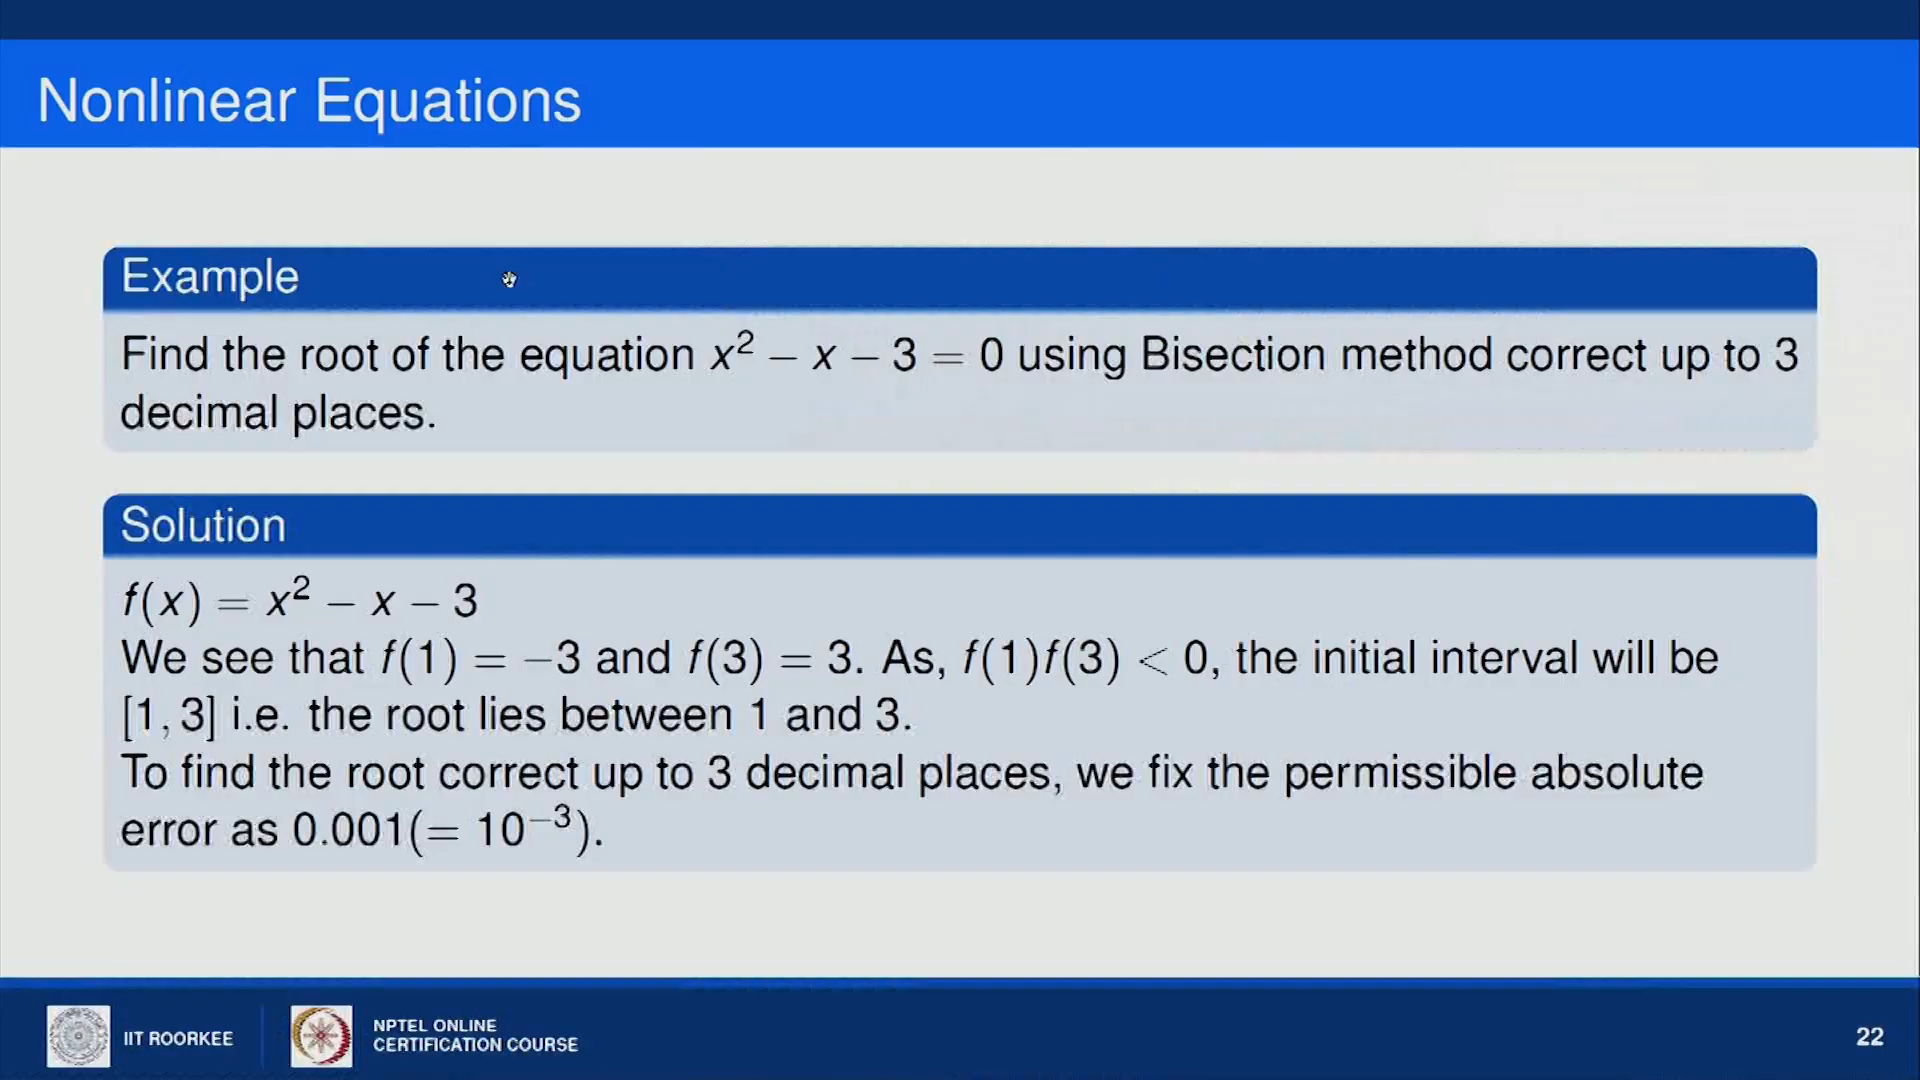 Nonlinear Equations
Example
Find the root of the equation x² − x − 3 = 0 using Bisection method correct up to 3
decimal places.
Solution
f(x) = x² − x − 3
We see that f(1) = −3 and f(3) = 3. As, f(1)f(3) < 0, the initial interval will be
[1, 3] i.e. the root lies between 1 and 3.
To find the root correct up to 3 decimal places, we fix the permissible absolute
error as 0.001(= 10⁻³).
IIT ROORKEE
NPTEL ONLINE
CERTIFICATION COURSE
22